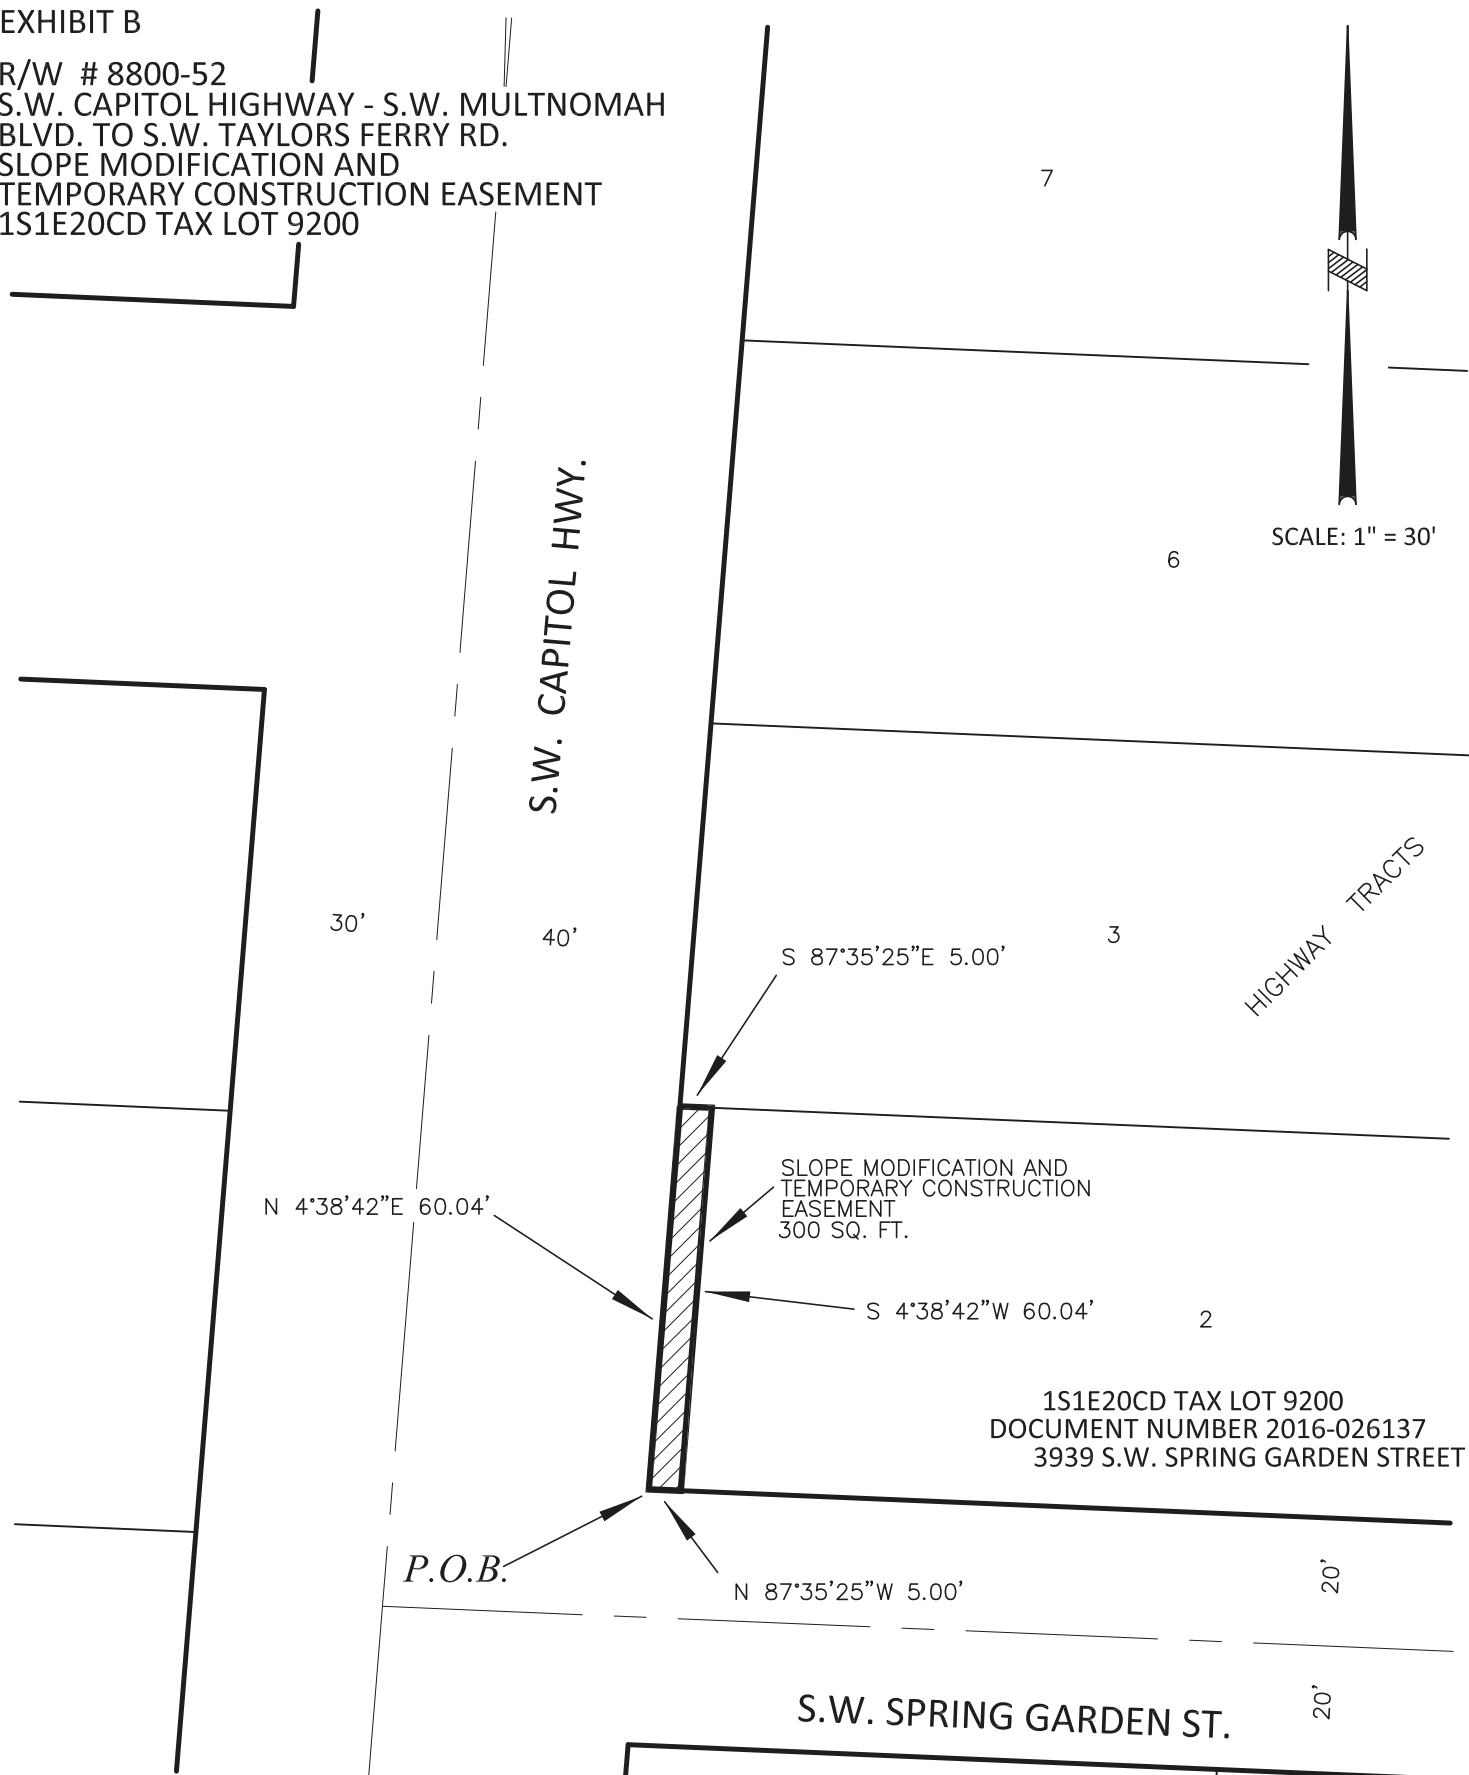 EXHIBIT B
R/W # 8800-52
S.W. CAPITOL HIGHWAY - S.W. MULTNOMAH
BLVD. TO S.W. TAYLORS FERRY RD.
SLOPE MODIFICATION AND
TEMPORARY CONSTRUCTION EASEMENT
1S1E20CD TAX LOT 9200
7
SCALE: 1" = 30'
6
S.W. CAPITOL HWY.
30'
40'
3
HIGHWAY TRACTS
S 87°35'25”E 5.00'
SLOPE MODIFICATION AND
TEMPORARY CONSTRUCTION
EASEMENT
300 SQ. FT.
N 4°38'42”E 60.04'
S 4°38'42”W 60.04'
2
1S1E20CD TAX LOT 9200
DOCUMENT NUMBER 2016-026137
3939 S.W. SPRING GARDEN STREET
P.O.B.
N 87°35'25”W 5.00'
20'
20'
S.W. SPRING GARDEN ST.